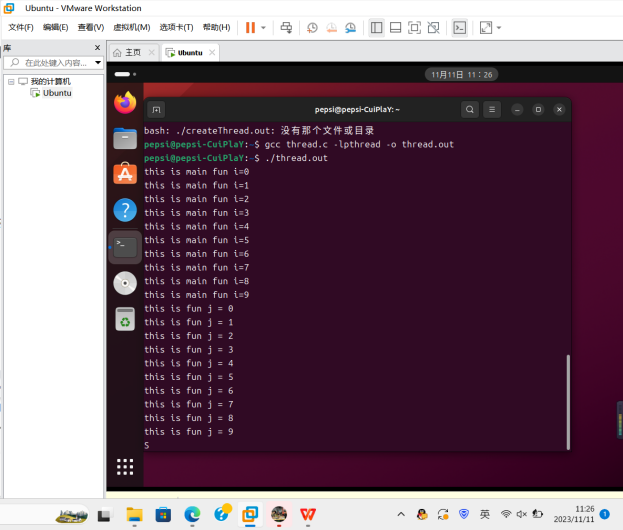 Ubuntu - VMware Workstation
文件(F) 编辑(E) 查看(V) 虚拟机(M) 选项卡(T) 帮助(H)
库
主页
Ubuntu
在此处键入内容...
我的计算机
Ubuntu
11月11日 11：26
pepsi@pepsi-CuiPlaY: ~
bash: ./createThread.out: 没有那个文件或目录
pepsi@pepsi-CuiPlaY:~$ gcc thread.c -lpthread -o thread.out
pepsi@pepsi-CuiPlaY:~$ ./thread.out
this is main fun i=0
this is main fun i=1
this is main fun i=2
this is main fun i=3
this is main fun i=4
this is main fun i=5
this is main fun i=6
this is main fun i=7
this is main fun i=8
this is main fun i=9
this is fun j = 0
this is fun j = 1
this is fun j = 2
this is fun j = 3
this is fun j = 4
this is fun j = 5
this is fun j = 6
this is fun j = 7
this is fun j = 8
this is fun j = 9
S
英
11:26
2023/11/11
1